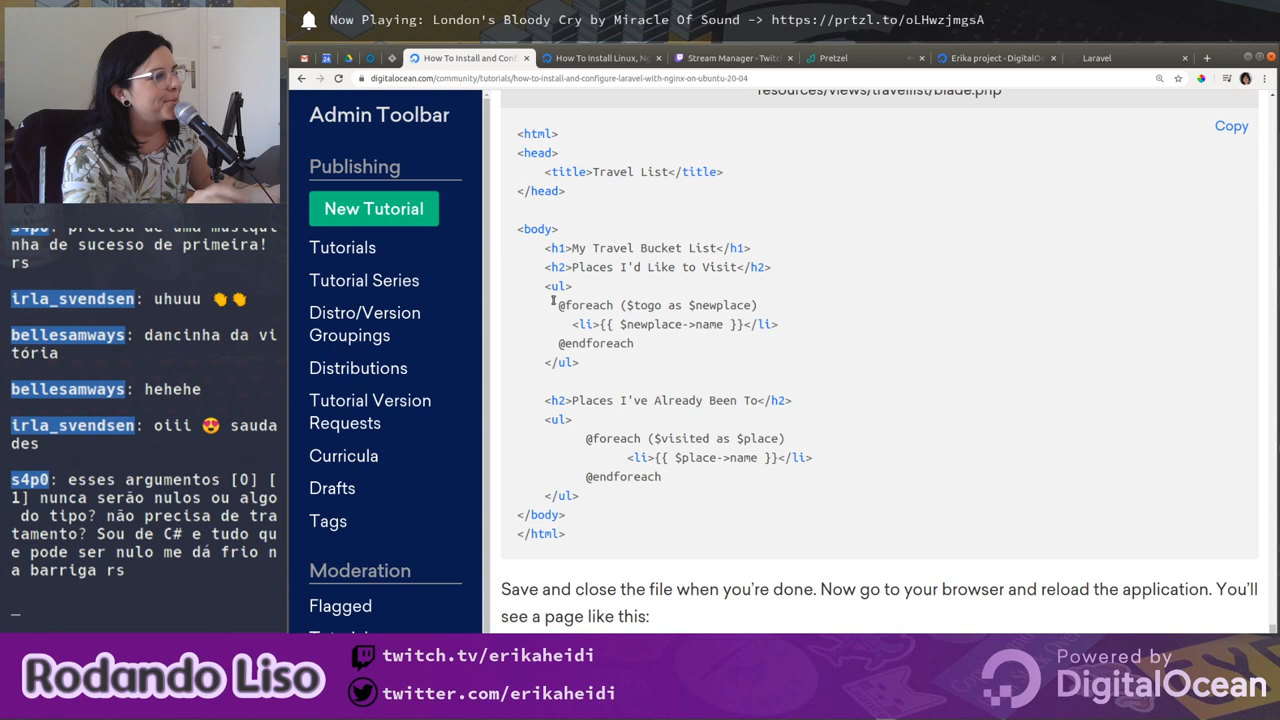 Now Playing: London's Bloody Cry by Miracle Of Sound -> https://prtzl.to/oLHwzjmgsA
How To Install and Conf
How To Install Linux, Ng
Stream Manager - Twitch
Pretzel
Erika project - DigitalO
Laravel
digitalocean.com/community/tutorials/how-to-install-and-configure-laravel-with-nginx-on-ubuntu-20-04
s4p0: precisa de uma musiqui
nha de sucesso de primeira!
rs
irla_svendsen: uhuuu 👏👏
bellesamways: dancinha da vi
tória
bellesamways: hehehe
irla_svendsen: oiii 😍 sauda
des
s4p0: esses argumentos [0] [
1] nunca serão nulos ou algo
do tipo? não precisa de tra
tamento? Sou de C# e tudo qu
e pode ser nulo me dá frio n
a barriga rs
_
Admin Toolbar
Publishing
New Tutorial
Tutorials
Tutorial Series
Distro/Version
Groupings
Distributions
Tutorial Version
Requests
Curricula
Drafts
Tags
Moderation
Flagged
resources/views/travellist/blade.php
Copy
<html>
<head>
<title>Travel List</title>
</head>
<body>
<h1>My Travel Bucket List</h1>
<h2>Places I'd Like to Visit</h2>
<ul>
@foreach ($togo as $newplace)
<li>{{ $newplace->name }}</li>
@endforeach
</ul>
<h2>Places I've Already Been To</h2>
<ul>
@foreach ($visited as $place)
<li>{{ $place->name }}</li>
@endforeach
</ul>
</body>
</html>
Save and close the file when you're done. Now go to your browser and reload the application. You'll
see a page like this:
Rodando Liso
twitch.tv/erikaheidi
twitter.com/erikaheidi
Powered by
DigitalOcean